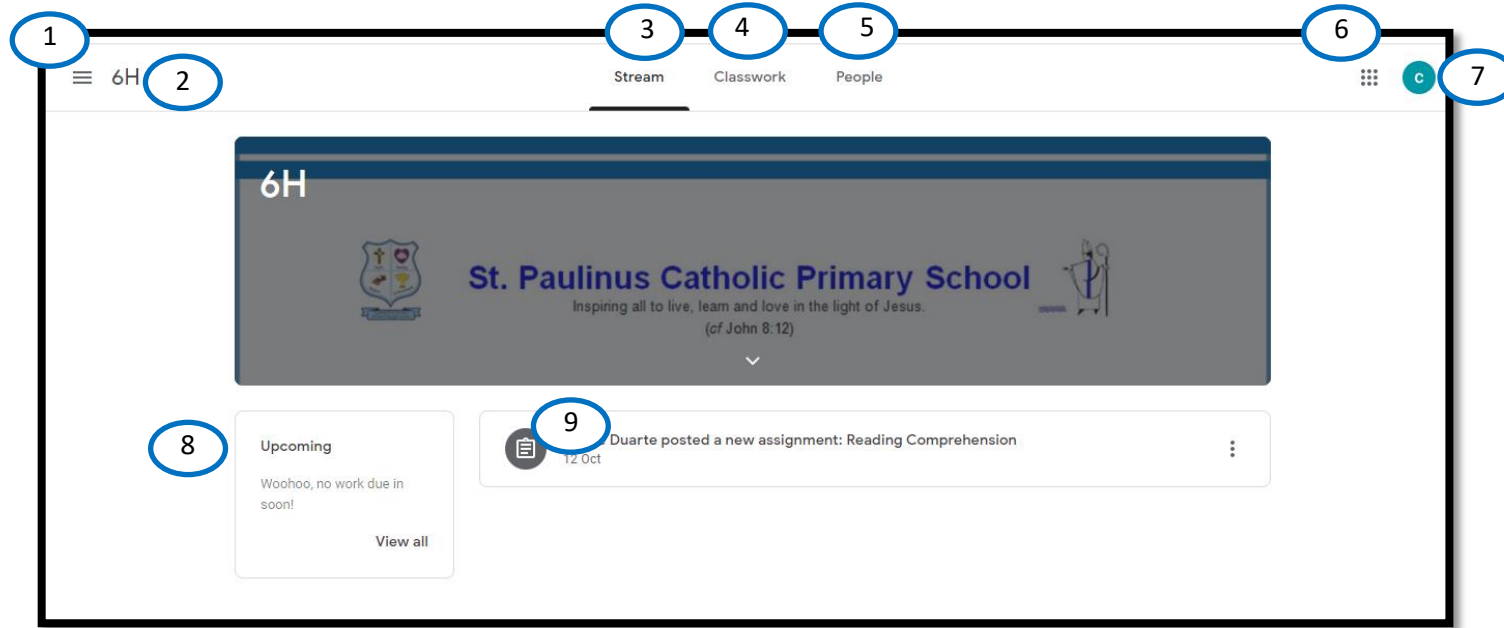 1
3
4
5
6
6H
2
Stream
Classwork
People
C
7
6H
St. Paulinus Catholic Primary School
Inspiring all to live, learn and love in the light of Jesus.
(cf John 8:12)
8
Upcoming
Woohoo, no work due in
soon!
View all
9
Duarte posted a new assignment: Reading Comprehension
12 Oct